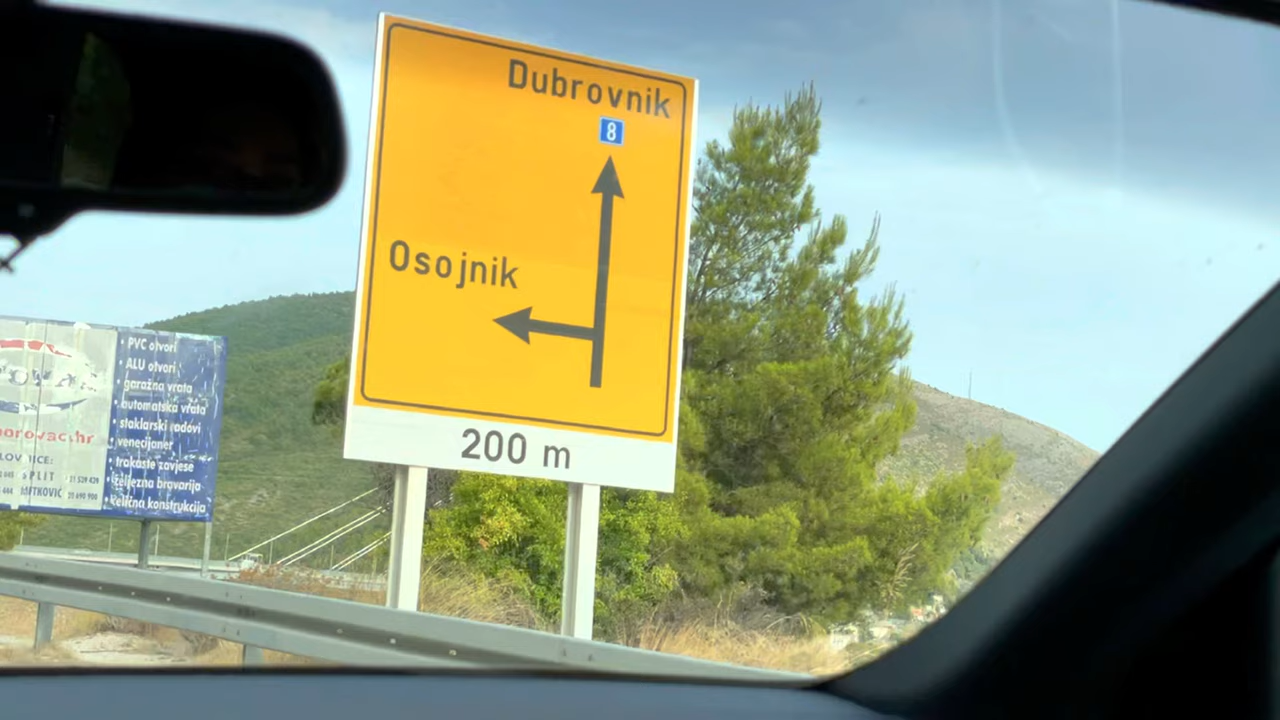 Dubrovnik
8
Osojnik
200 m
• PVC otvori
• ALU otvori
• garažna vrata
• automatska vrata
• staklarski radovi
• venecijaner
• trakaste zavjese
• željezna bravarija
čelična konstrukcija